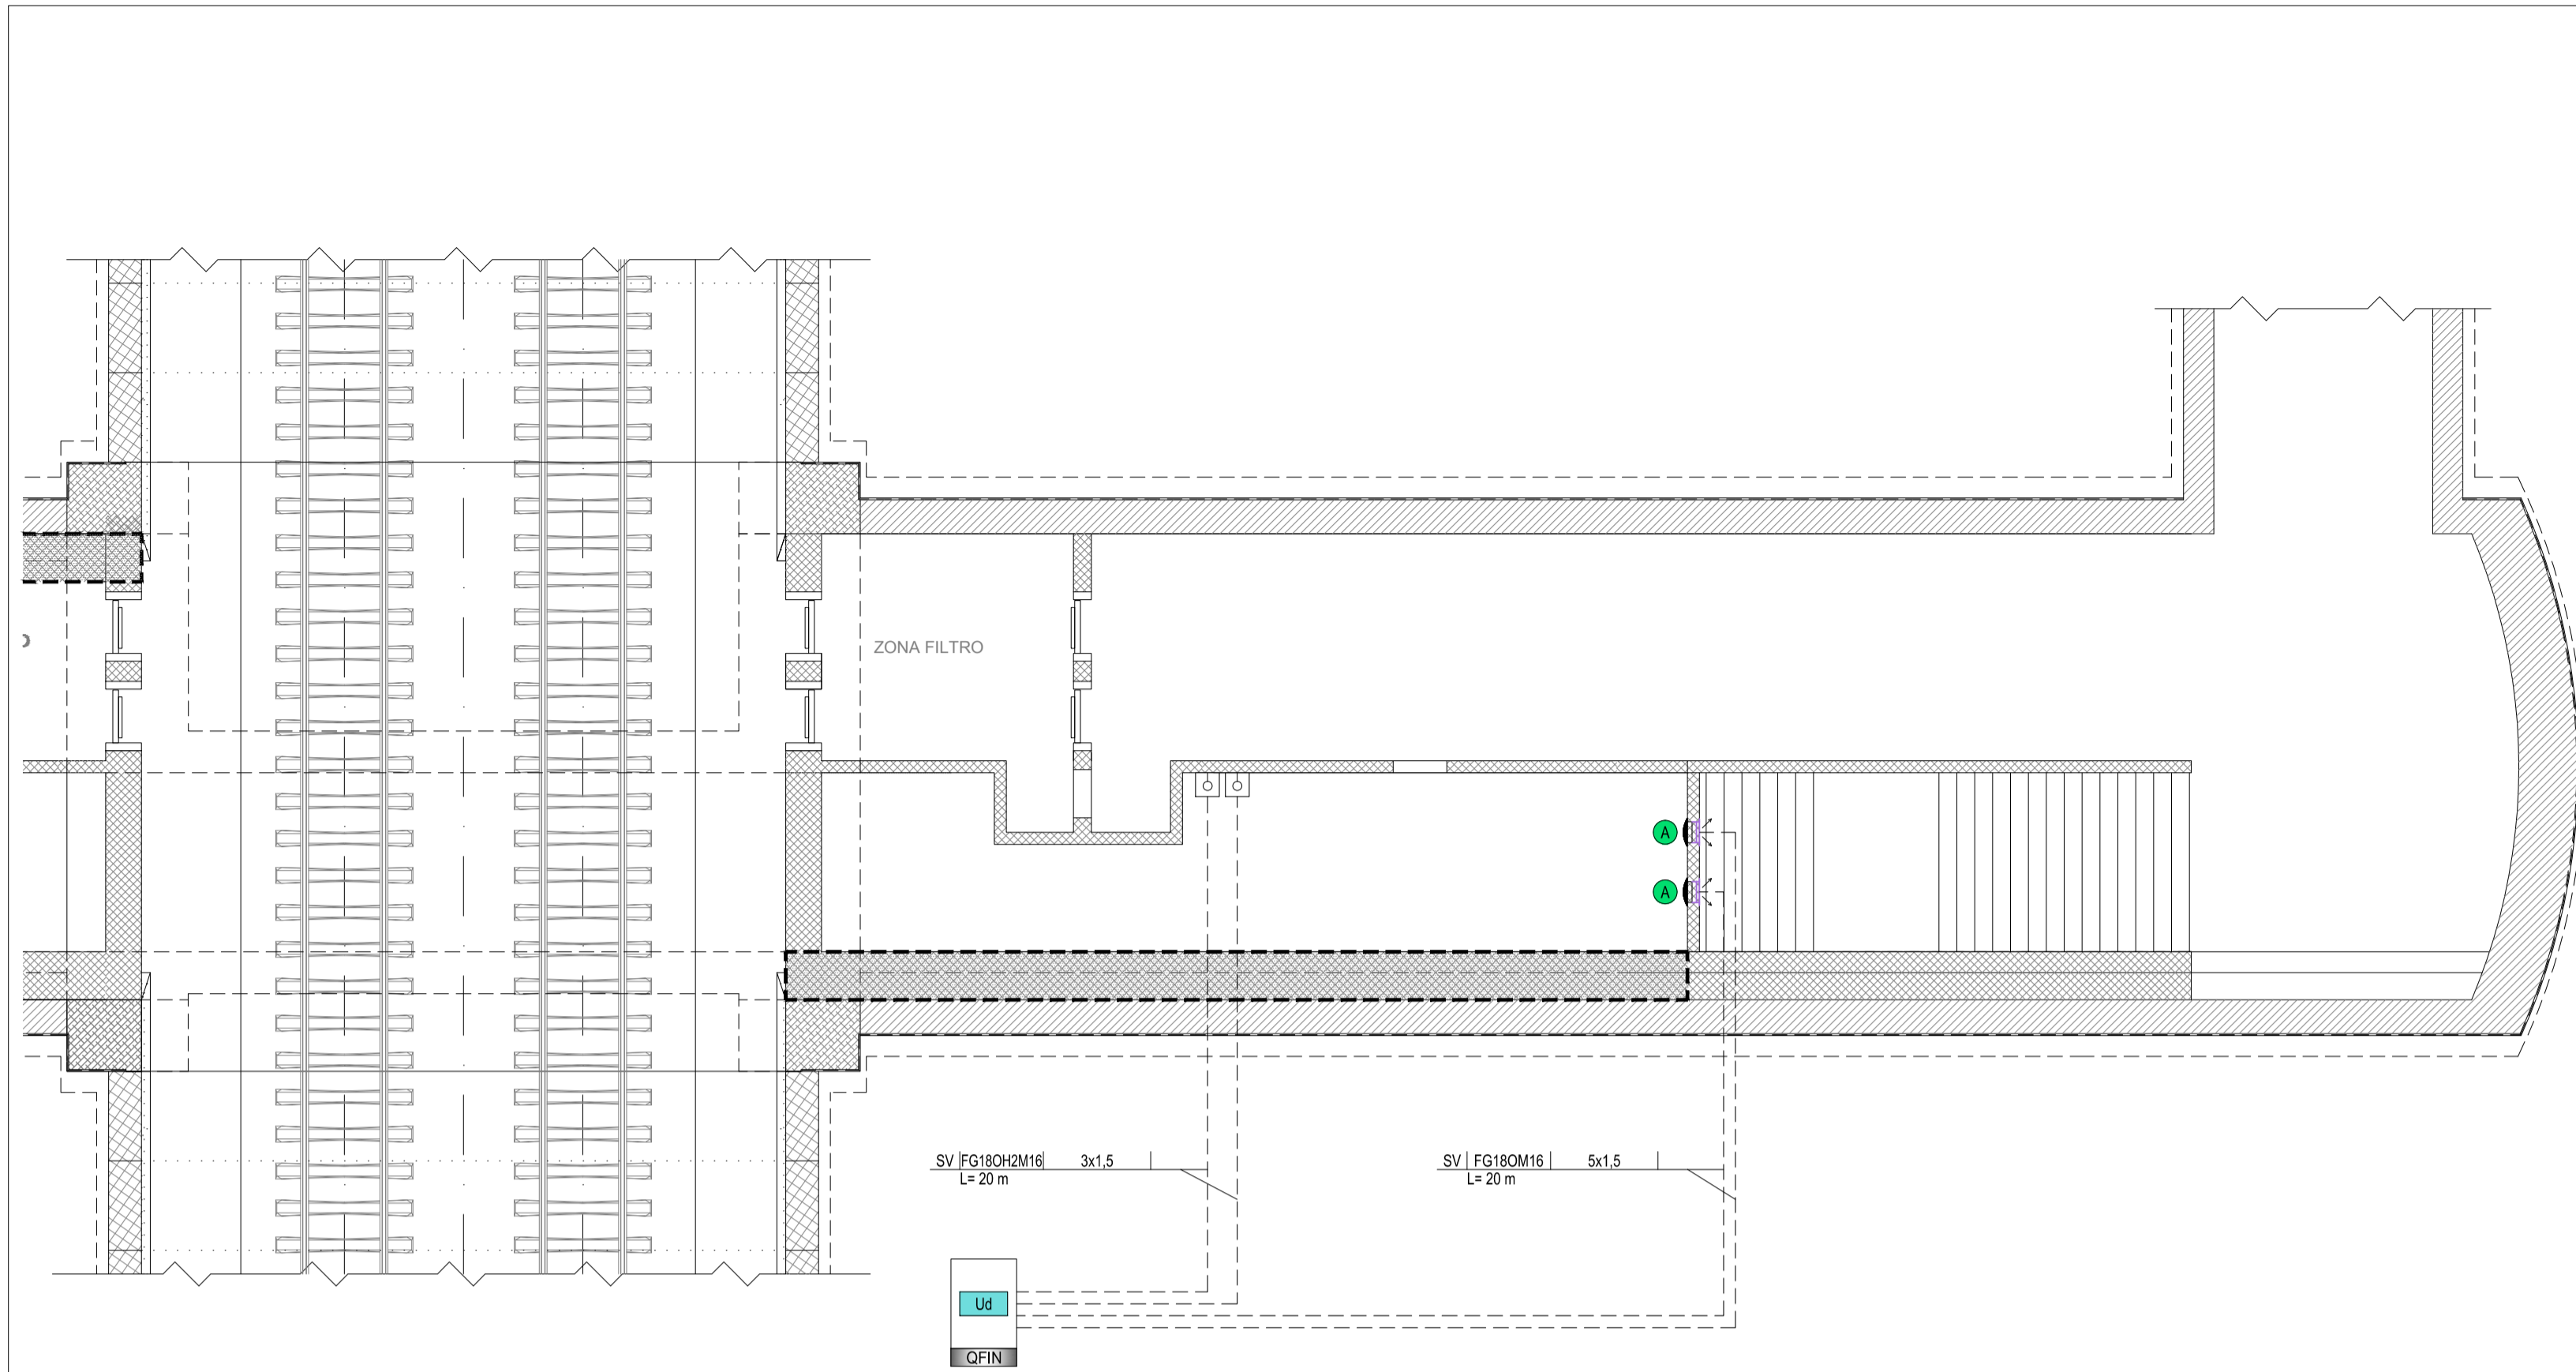 ZONA FILTRO
A
A
SV FG18OH2M16 3x1,5
L= 20 m
SV FG18OM16 5x1,5
L= 20 m
Ud
QFIN